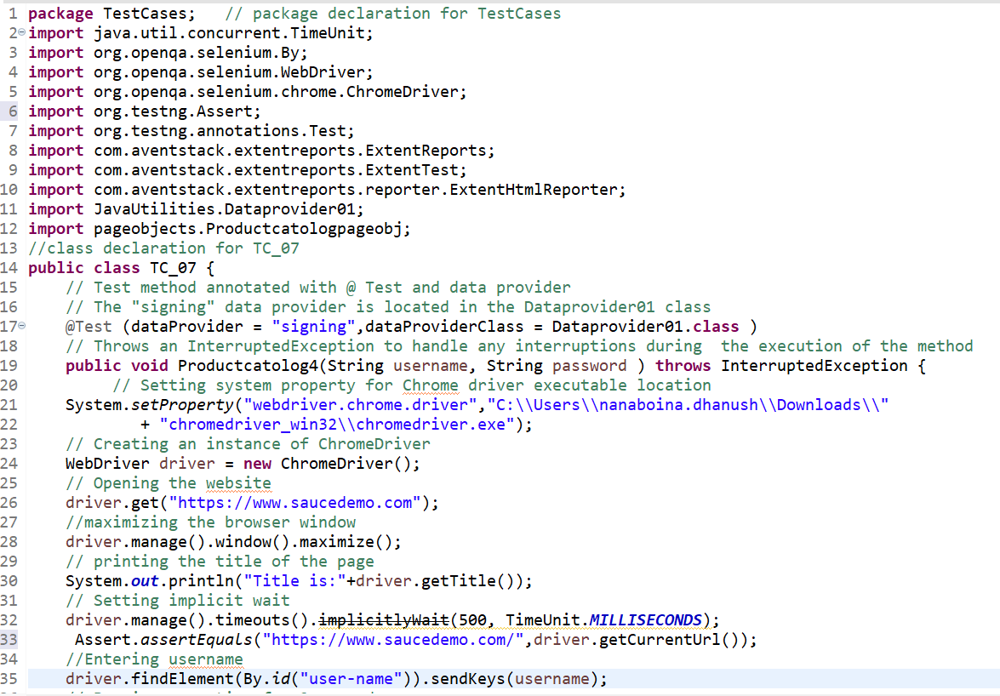 1 package TestCases;   // package declaration for TestCases
2 import java.util.concurrent.TimeUnit;
3 import org.openqa.selenium.By;
4 import org.openqa.selenium.WebDriver;
5 import org.openqa.selenium.chrome.ChromeDriver;
6 import org.testng.Assert;
7 import org.testng.annotations.Test;
8 import com.aventstack.extentreports.ExtentReports;
9 import com.aventstack.extentreports.ExtentTest;
10 import com.aventstack.extentreports.reporter.ExtentHtmlReporter;
11 import JavaUtilities.Dataprovider01;
12 import pageobjects.Productcatologpageobj;
13 //class declaration for TC_07
14 public class TC_07 {
15     // Test method annotated with @ Test and data provider
16     // The "signing" data provider is located in the Dataprovider01 class
17     @Test (dataProvider = "signing",dataProviderClass = Dataprovider01.class )
18     // Throws an InterruptedException to handle any interruptions during  the execution of the method
19     public void Productcatolog4(String username, String password ) throws InterruptedException {
20          // Setting system property for Chrome driver executable location
21     System.setProperty("webdriver.chrome.driver","C:\\Users\\nanaboina.dhanush\\Downloads\\"
22             + "chromedriver_win32\\chromedriver.exe");
23     // Creating an instance of ChromeDriver
24     WebDriver driver = new ChromeDriver();
25     // Opening the website
26     driver.get("https://www.saucedemo.com");
27     //maximizing the browser window
28     driver.manage().window().maximize();
29     // printing the title of the page
30     System.out.println("Title is:"+driver.getTitle());
31     // Setting implicit wait
32     driver.manage().timeouts().implicitlyWait(500, TimeUnit.MILLISECONDS);
33      Assert.assertEquals("https://www.saucedemo.com/",driver.getCurrentUrl());
34     //Entering username
35     driver.findElement(By.id("user-name")).sendKeys(username);